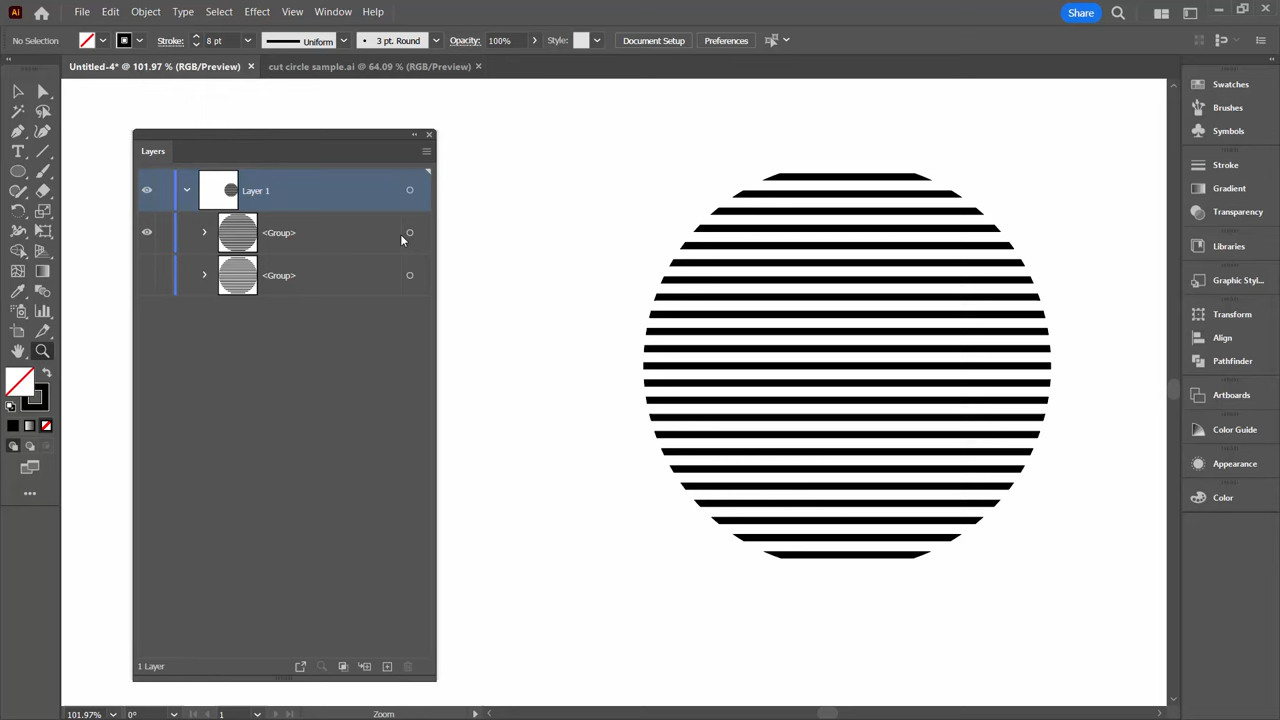 Ai File Edit Object Type Select Effect View Window Help Share
No Selection Stroke: 8 pt Uniform 3 pt. Round Opacity: 100% Style: Document Setup Preferences
Untitled-4* @ 101.97 % (RGB/Preview) cut circle sample.ai @ 64.09 % (RGB/Preview)
Layers
Layer 1
<Group>
<Group>
1 Layer
Swatches
Brushes
Symbols
Stroke
Gradient
Transparency
Libraries
Graphic Styl...
Transform
Align
Pathfinder
Artboards
Color Guide
Appearance
Color
101.97% 0° 1 Zoom